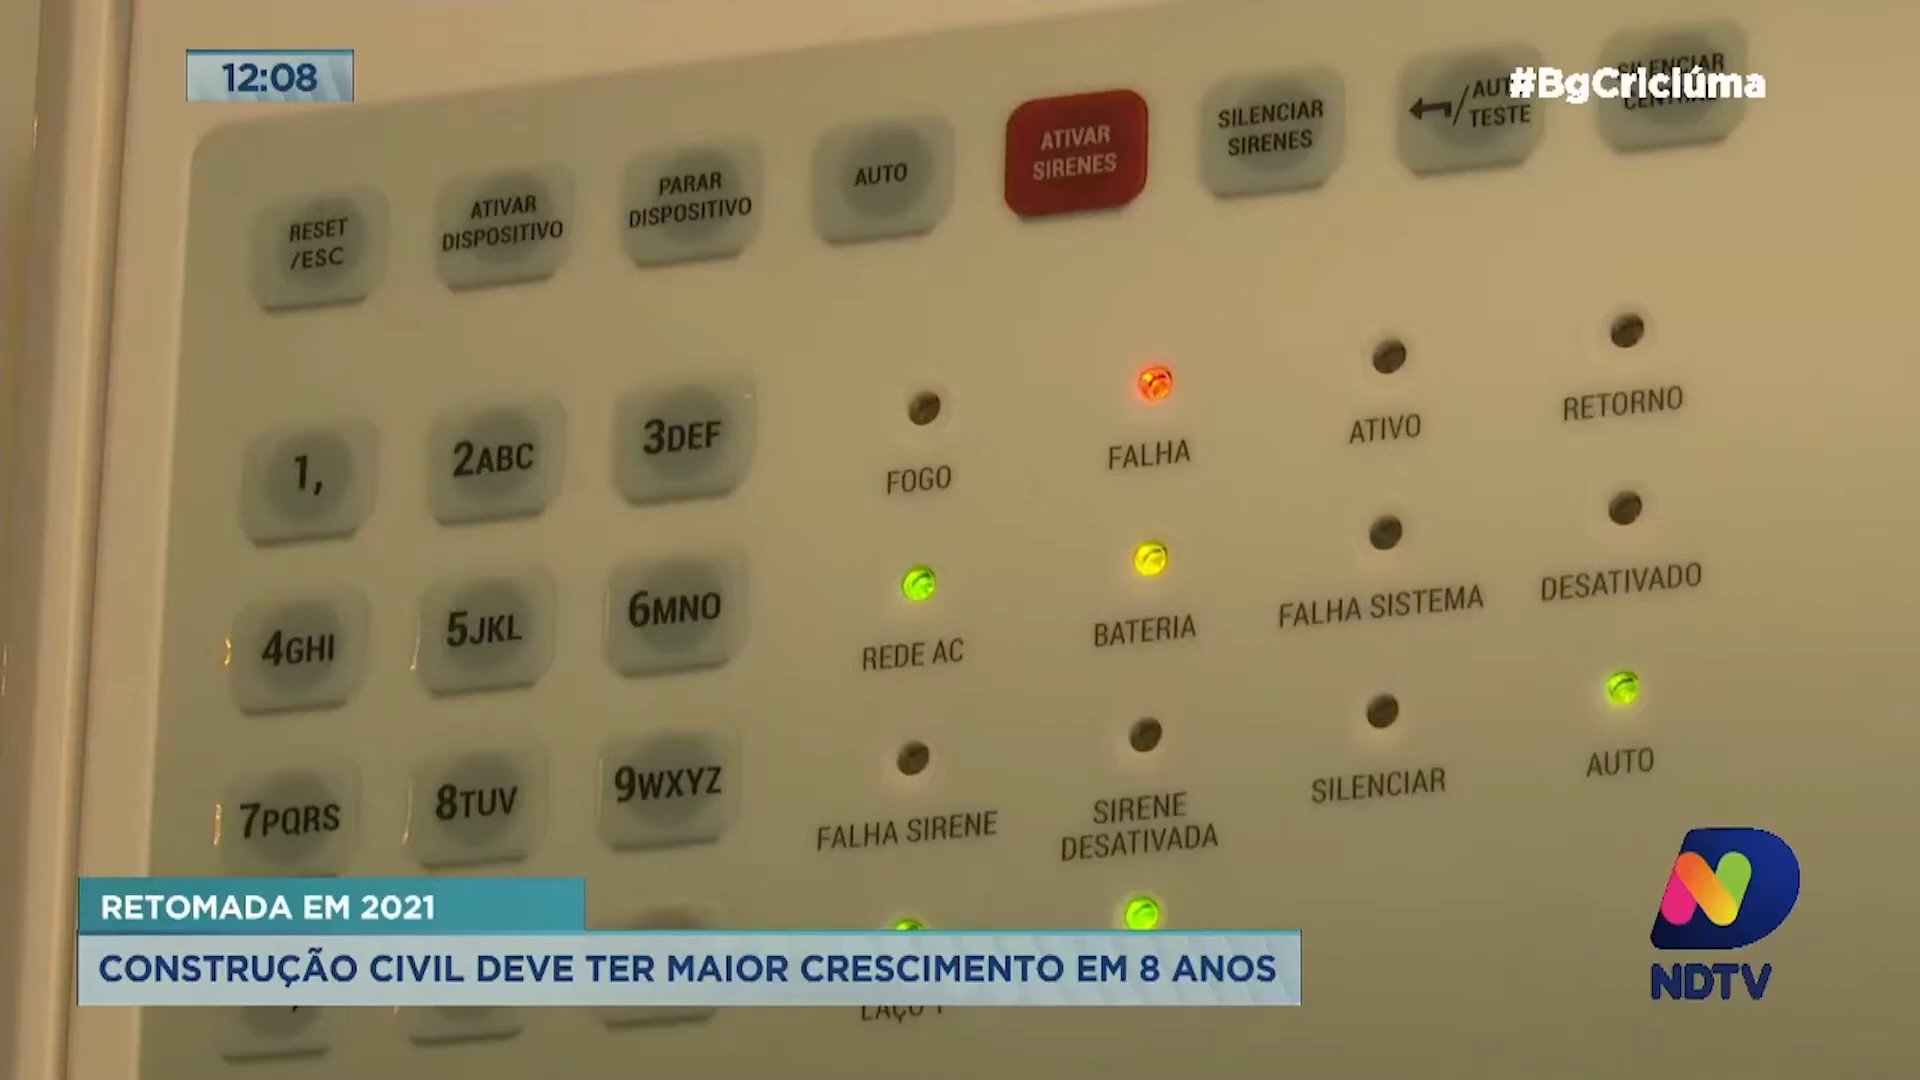 12:08
#BgCriciúma
RESET
/ESC
ATIVAR
DISPOSITIVO
PARAR
DISPOSITIVO
AUTO
ATIVAR
SIRENES
SILENCIAR
SIRENES
TESTE
SILENCIAR
1,
2ABC
3DEF
FOGO
FALHA
ATIVO
RETORNO
4GHI
5JKL
6MNO
REDE AC
BATERIA
FALHA SISTEMA
DESATIVADO
7PQRS
8TUV
9WXYZ
FALHA SIRENE
SIRENE
DESATIVADA
SILENCIAR
AUTO
RETOMADA EM 2021
CONSTRUÇÃO CIVIL DEVE TER MAIOR CRESCIMENTO EM 8 ANOS
NDTV